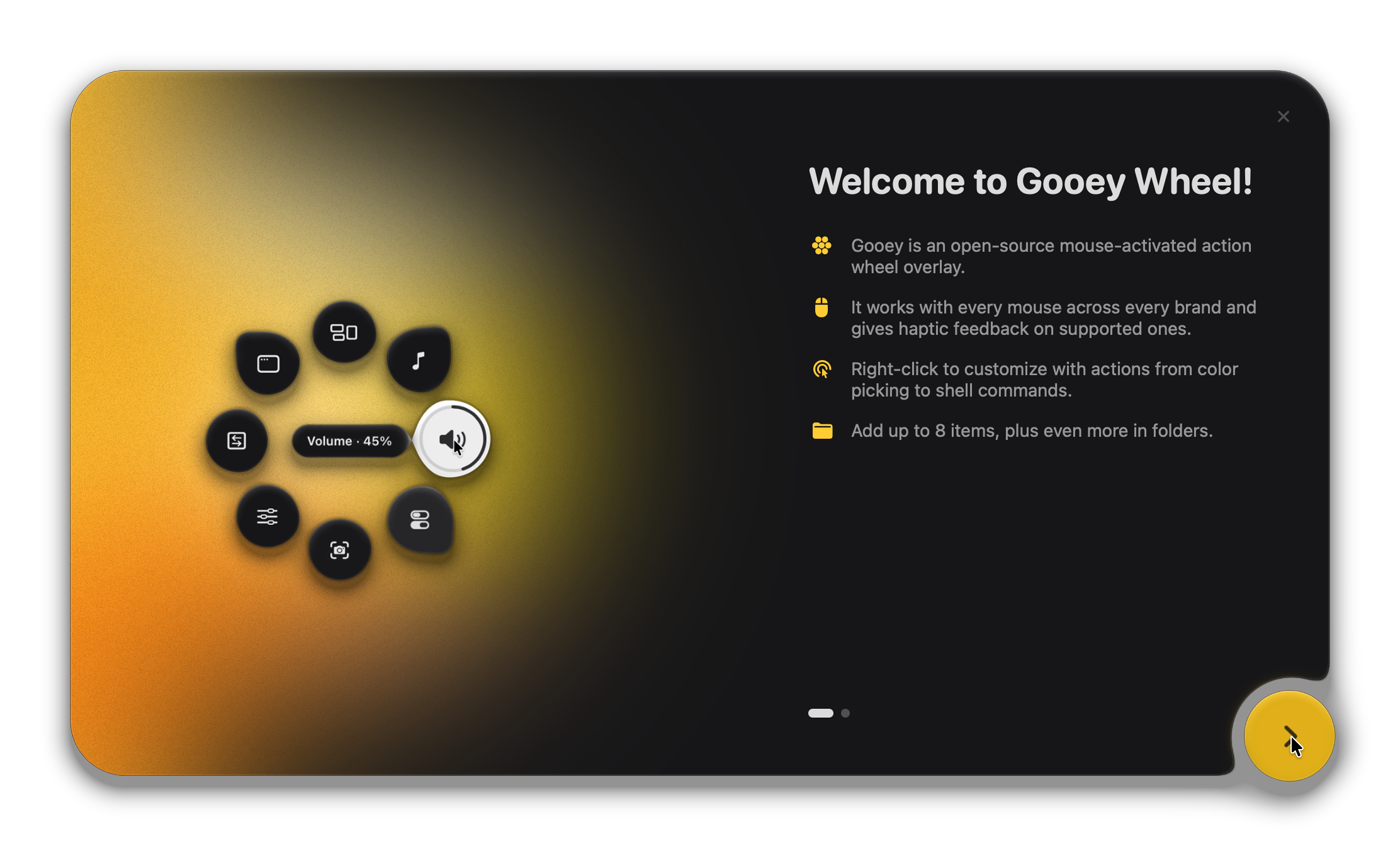 Welcome to Gooey Wheel!
Gooey is an open-source mouse-activated action
wheel overlay.
It works with every mouse across every brand and
gives haptic feedback on supported ones.
Right-click to customize with actions from color
picking to shell commands.
Add up to 8 items, plus even more in folders.
Volume · 45%